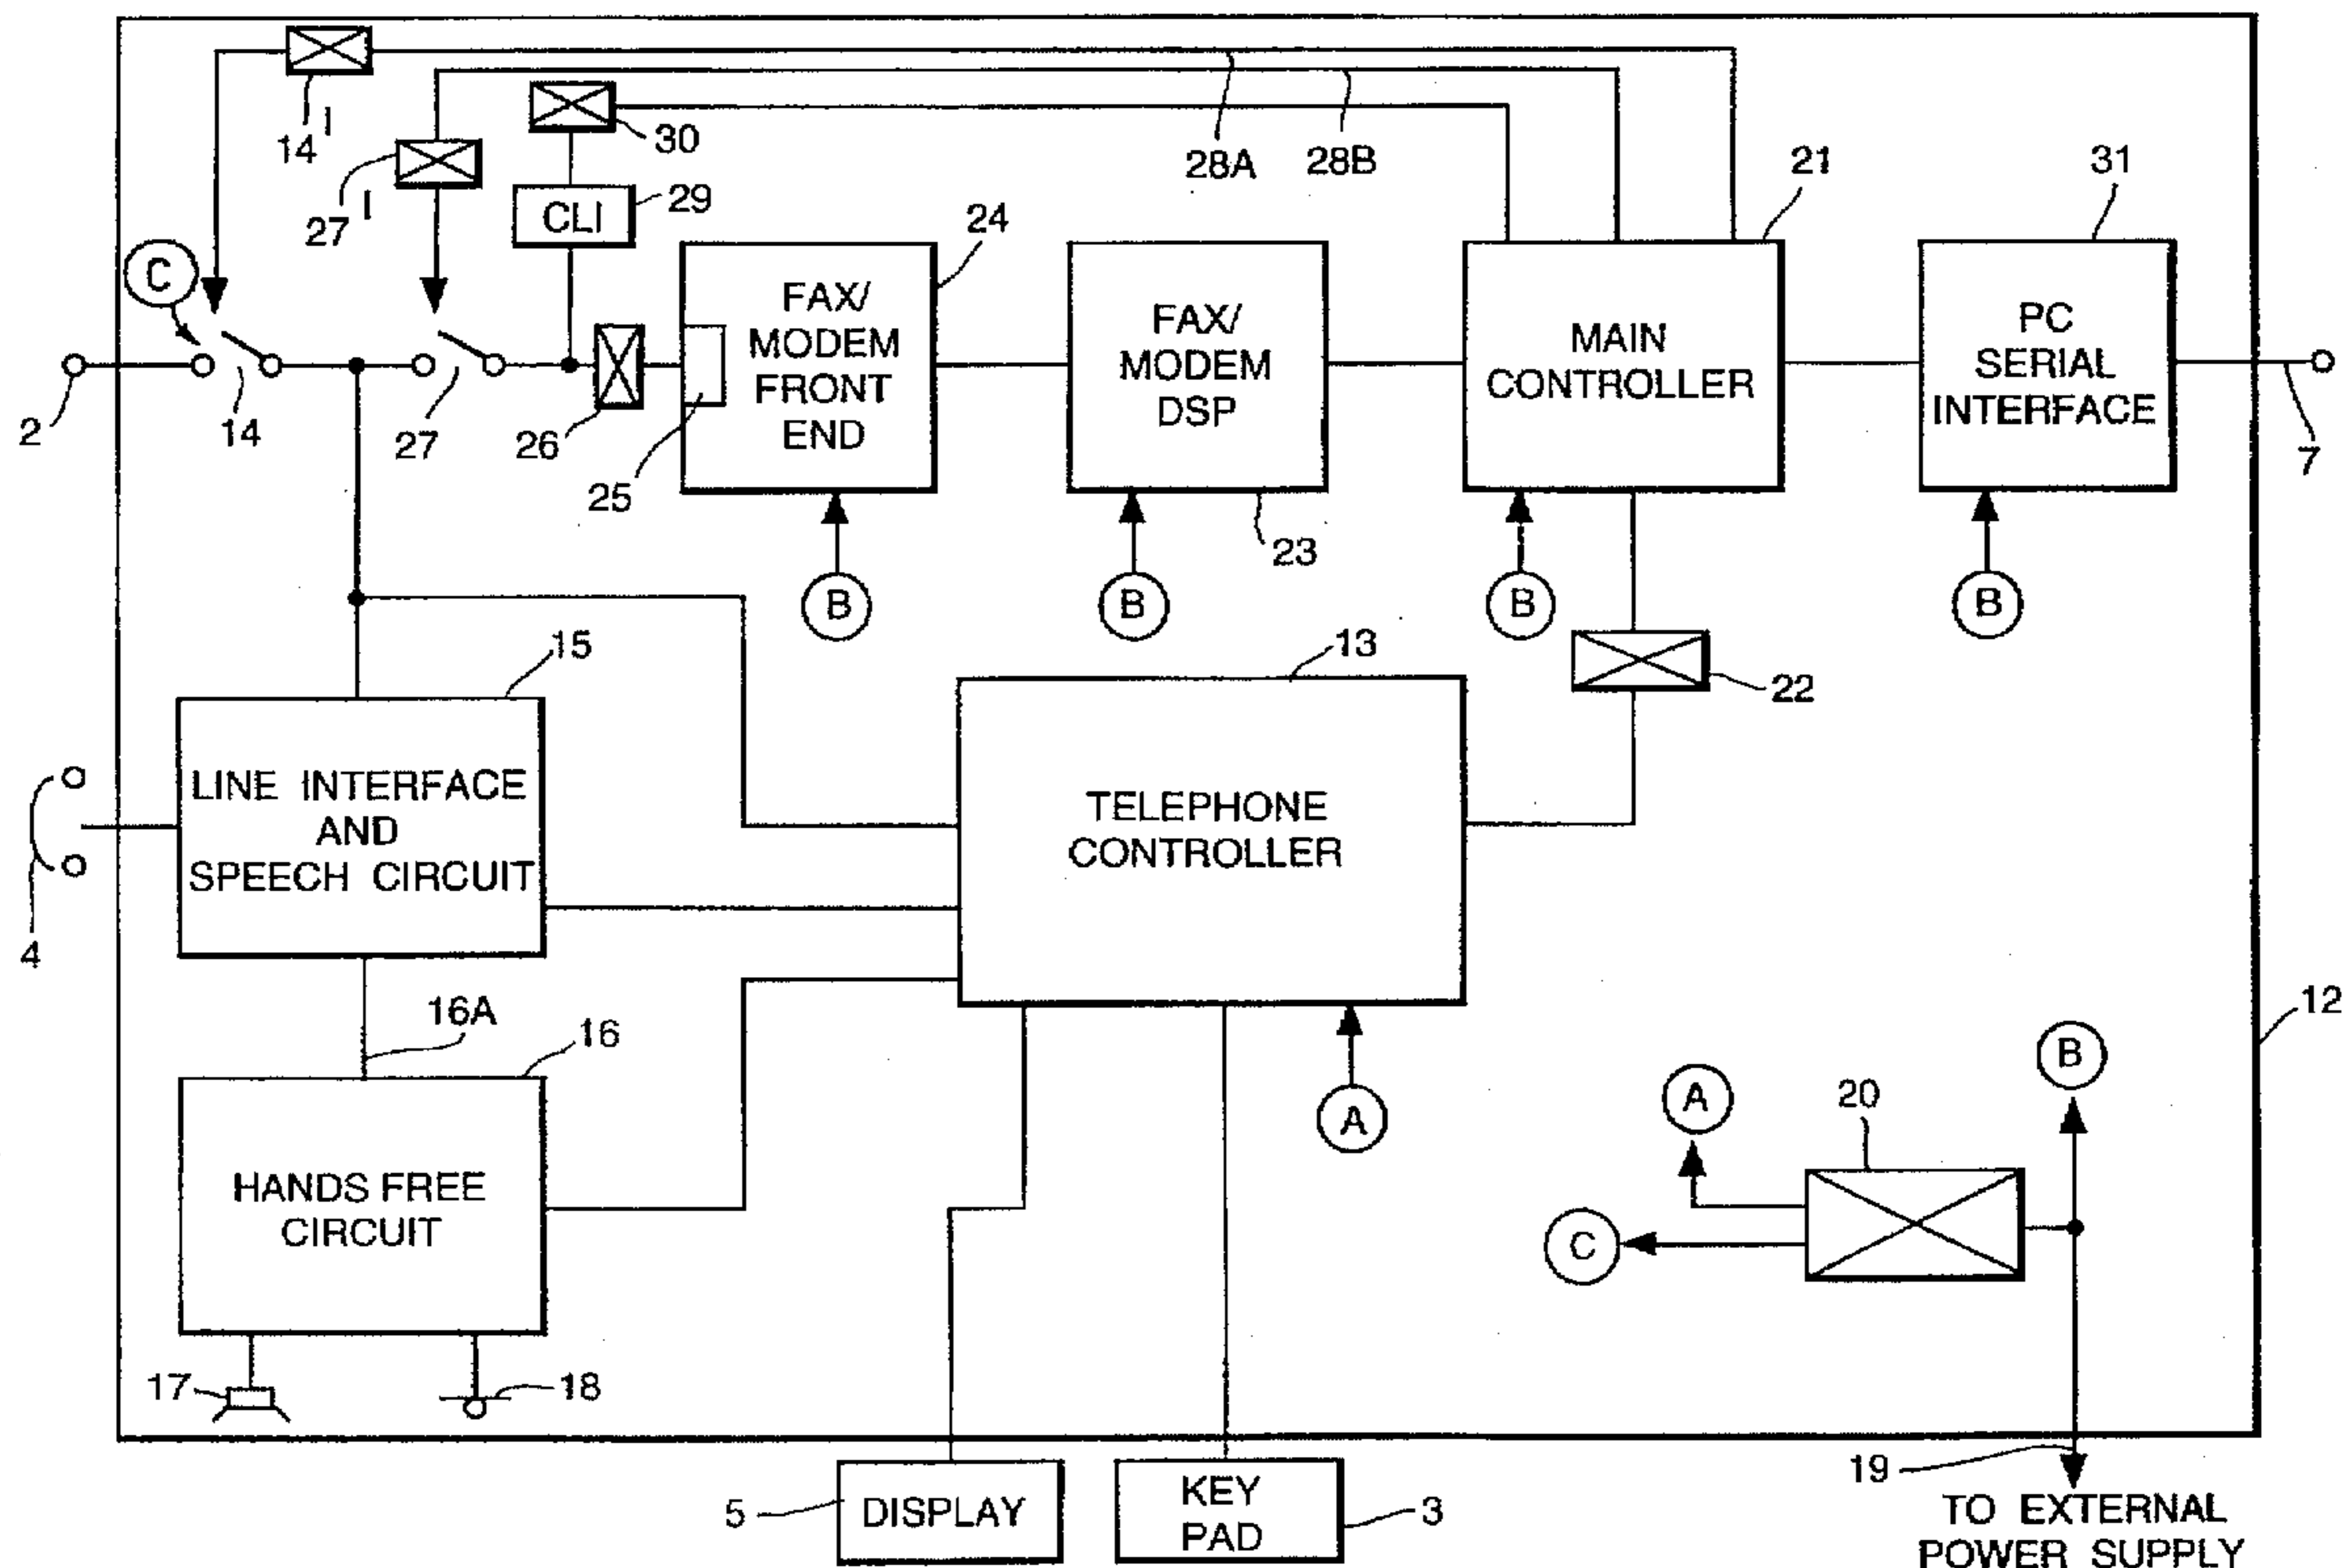 14'
30
28A
28B
21
31
27'
29
CLI
24
C
FAX/
MODEM
FRONT
END
FAX/
MODEM
DSP
MAIN
CONTROLLER
PC
SERIAL
INTERFACE
2
14
27
26
25
7
23
B
B
B
B
15
13
22
LINE INTERFACE
AND
SPEECH CIRCUIT
TELEPHONE
CONTROLLER
4
16A
16
12
B
A
20
A
C
HANDS FREE
CIRCUIT
17
18
19
5
DISPLAY
KEY
PAD
3
TO EXTERNAL
POWER SUPPLY